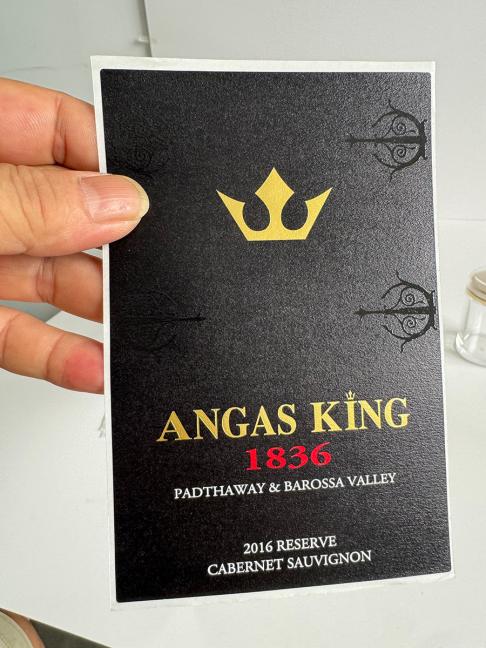 ANGAS KING
1836
PADTHAWAY & BAROSSA VALLEY
2016 RESERVE
CABERNET SAUVIGNON